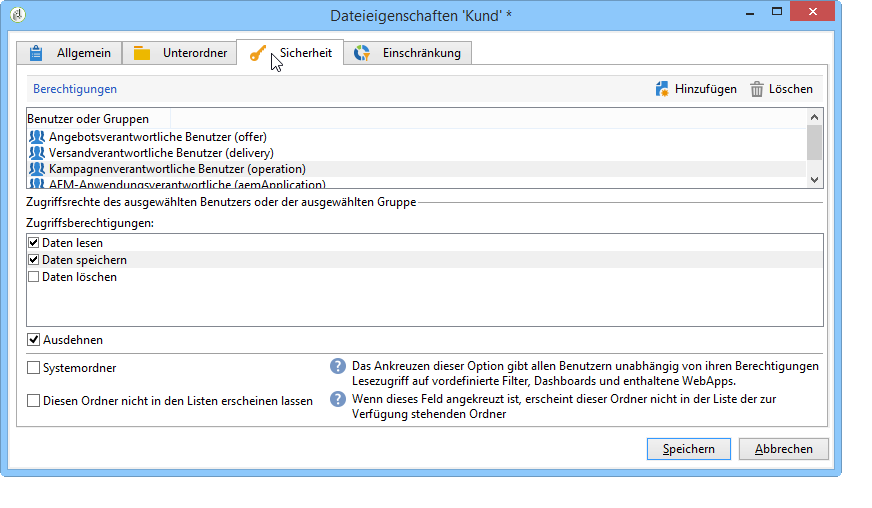 Dateieigenschaften 'Kund' *
Allgemein
Unterordner
Sicherheit
Einschränkung
Berechtigungen
Hinzufügen
Löschen
Benutzer oder Gruppen
Angebotsverantwortliche Benutzer (offer)
Versandverantwortliche Benutzer (delivery)
Kampagnenverantwortliche Benutzer (operation)
AEM-Anwendungsverantwortliche (aemApplication)
Zugriffsrechte des ausgewählten Benutzers oder der ausgewählten Gruppe
Zugriffsberechtigungen:
Daten lesen
Daten speichern
Daten löschen
Ausdehnen
Systemordner
Das Ankreuzen dieser Option gibt allen Benutzern unabhängig von ihren Berechtigungen
Lesezugriff auf vordefinierte Filter, Dashboards und enthaltene WebApps.
Diesen Ordner nicht in den Listen erscheinen lassen
Wenn dieses Feld angekreuzt ist, erscheint dieser Ordner nicht in der Liste der zur
Verfügung stehenden Ordner
Speichern
Abbrechen